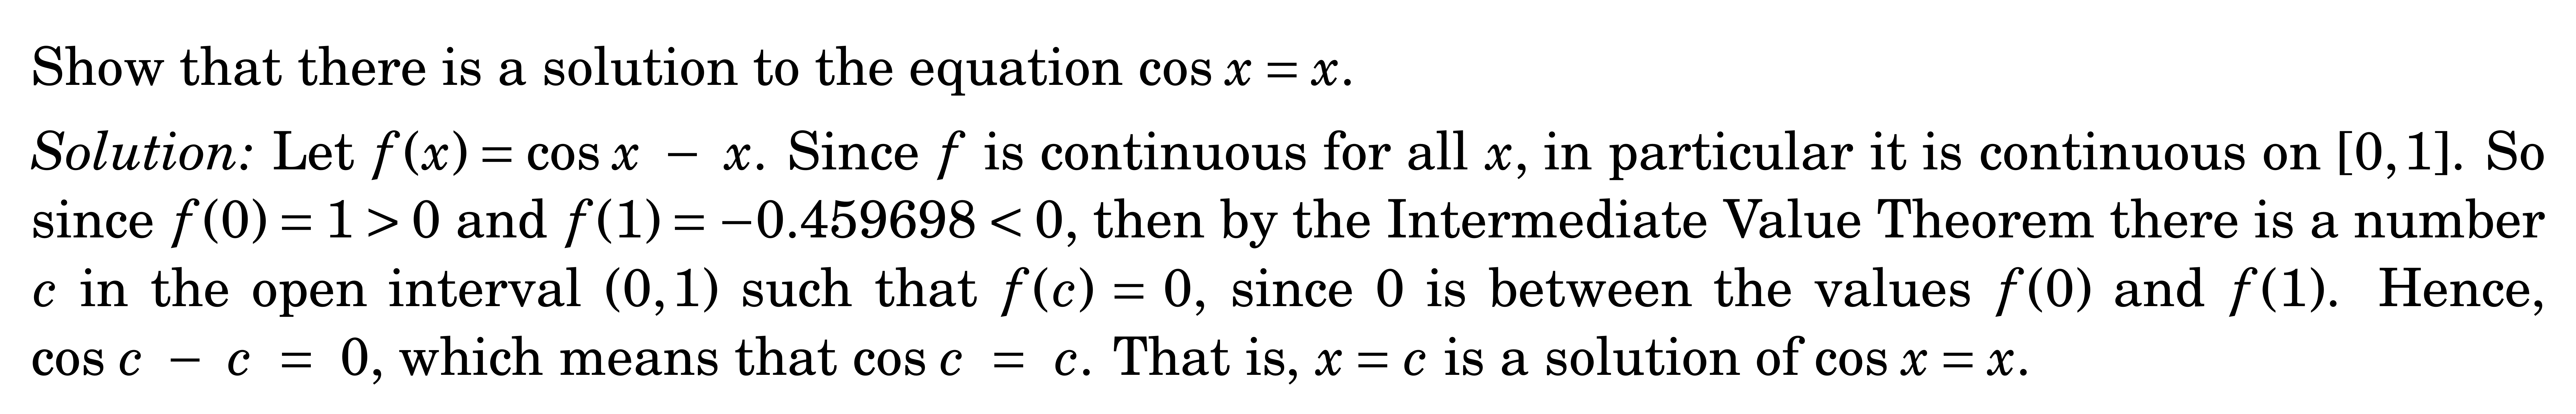 Show that there is a solution to the equation cos x = x.
Solution: Let f(x) = cos x − x. Since f is continuous for all x, in particular it is continuous on [0,1]. So
since f(0) = 1 > 0 and f(1) = −0.459698 < 0, then by the Intermediate Value Theorem there is a number
c in the open interval (0,1) such that f(c) = 0, since 0 is between the values f(0) and f(1). Hence,
cos c − c = 0, which means that cos c = c. That is, x = c is a solution of cos x = x.